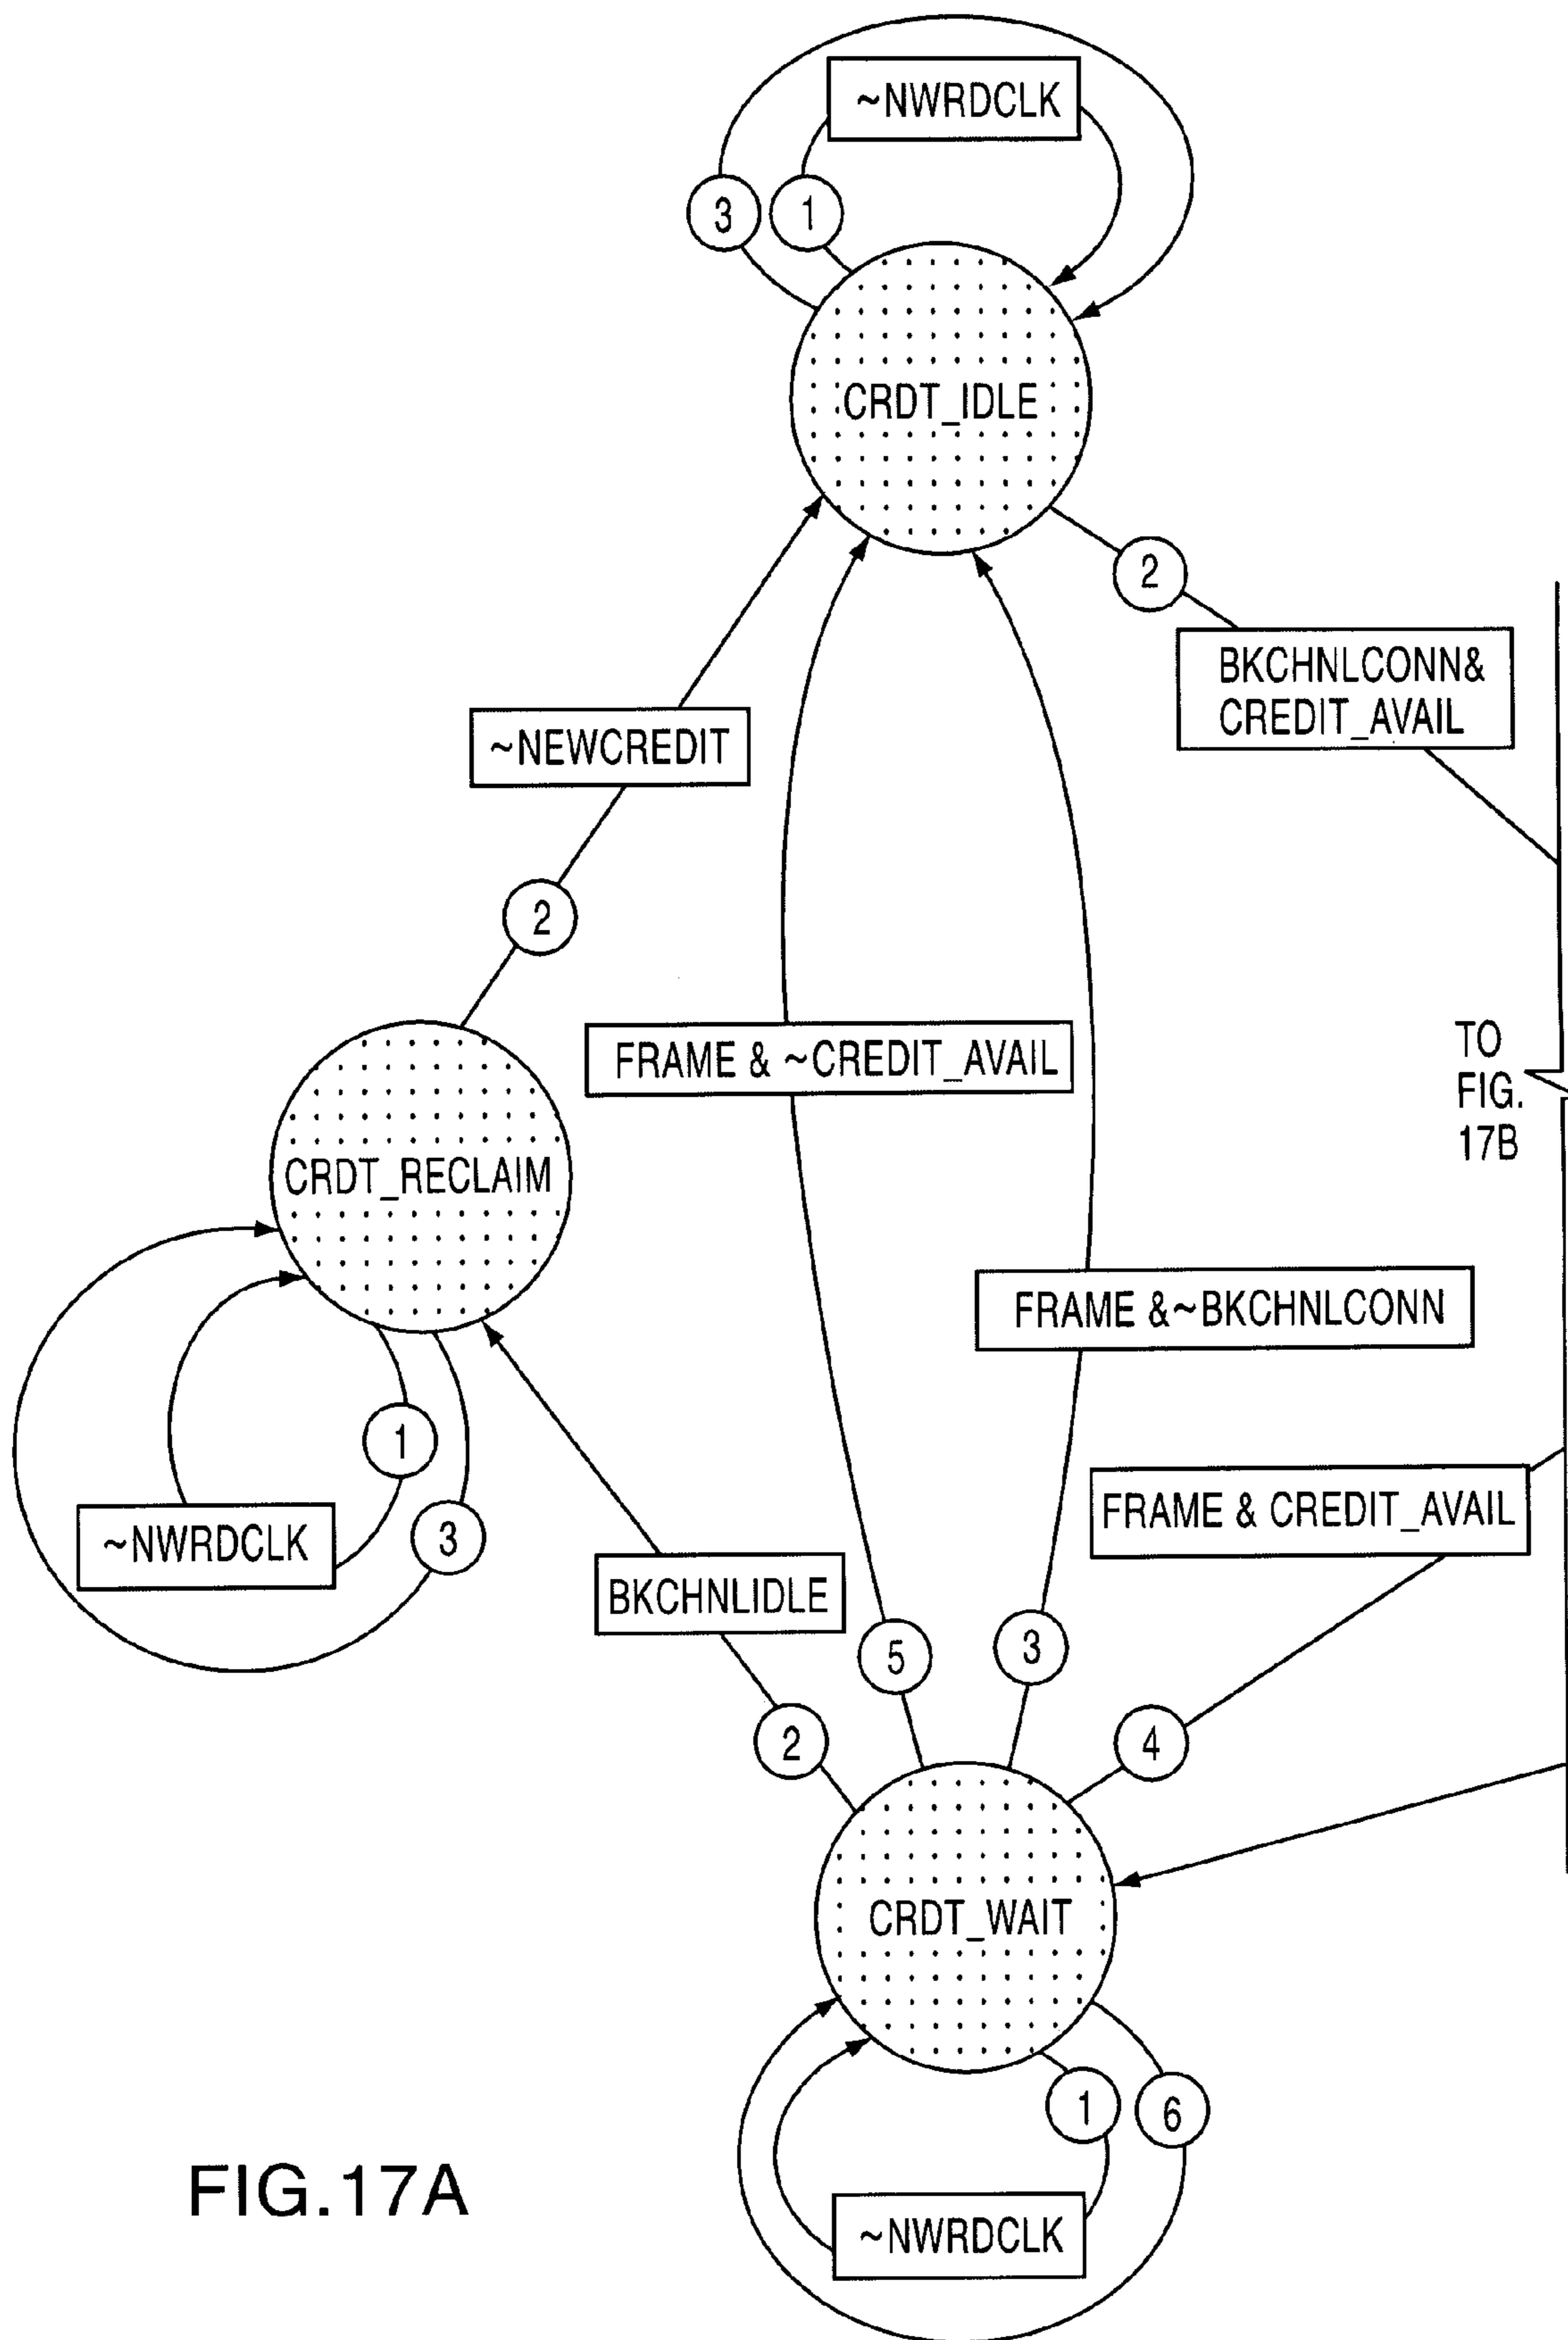 ~NWRDCLK
3
1
CRDT_IDLE
2
BKCHNLCONN&
CREDIT_AVAIL
~NEWCREDIT
2
FRAME & ~CREDIT_AVAIL
TO
FIG.
17B
CRDT_RECLAIM
FRAME &~BKCHNLCONN
1
FRAME & CREDIT_AVAIL
~NWRDCLK
3
BKCHNLIDLE
5
3
2
4
CRDT_WAIT
1
6
FIG.17A
~NWRDCLK